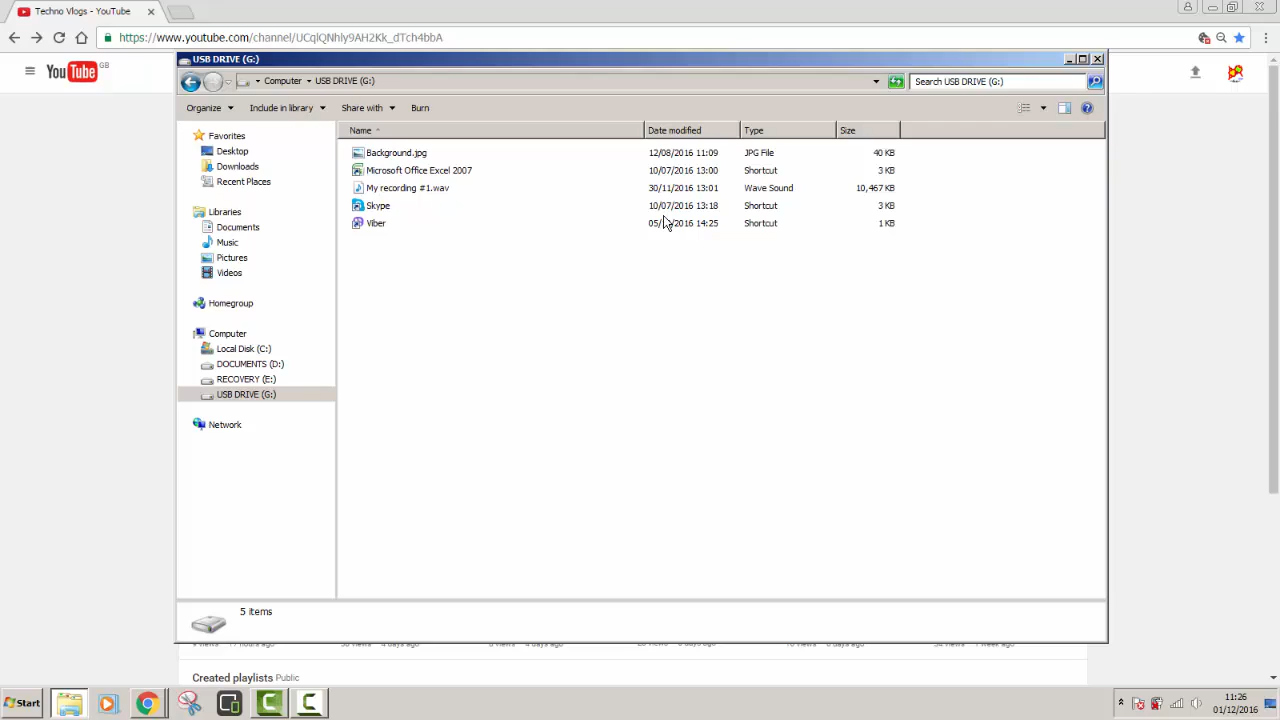 Techno Vlogs - YouTube
https://www.youtube.com/channel/UCqlQNhly9AH2Kk_dTch4bbA
YouTube GB
USB DRIVE (G:)
Computer USB DRIVE (G:)
Search USB DRIVE (G:)
Organize Include in library Share with Burn
Name Date modified Type Size
Favorites
Desktop
Downloads
Recent Places
Libraries
Documents
Music
Pictures
Videos
Homegroup
Computer
Local Disk (C:)
DOCUMENTS (D:)
RECOVERY (E:)
USB DRIVE (G:)
Network
Background.jpg 12/08/2016 11:09 JPG File 40 KB
Microsoft Office Excel 2007 10/07/2016 13:00 Shortcut 3 KB
My recording #1.wav 30/11/2016 13:01 Wave Sound 10,467 KB
Skype 10/07/2016 13:18 Shortcut 3 KB
Viber 14:25 Shortcut 1 KB
5 items
Created playlists Public
Start
11:26
01/12/2016